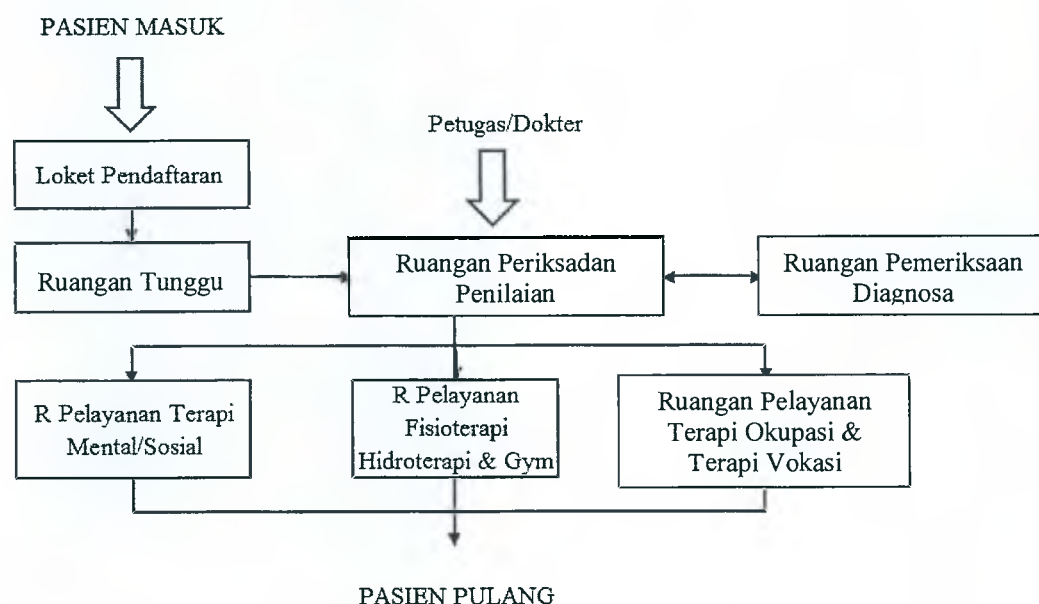 PASIEN MASUK
Petugas/Dokter
Loket Pendaftaran
Ruangan Tunggu
Ruangan Periksadan
Penilaian
Ruangan Pemeriksaan
Diagnosa
R Pelayanan Terapi
Mental/Sosial
R Pelayanan
Fisioterapi
Hidroterapi & Gym
Ruangan Pelayanan
Terapi Okupasi &
Terapi Vokasi
PASIEN PULANG